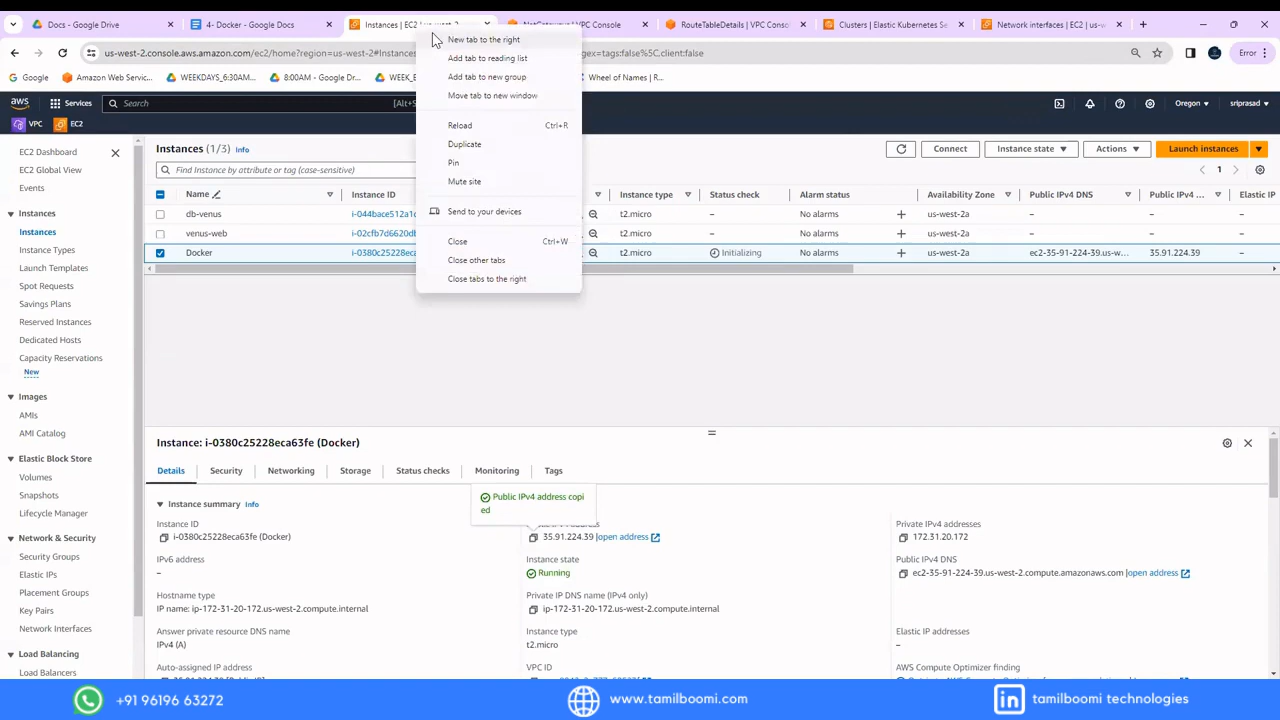 Docs - Google Drive
4- Docker - Google Docs
Instances | EC2 | us-west-2
NatGateways | VPC Console
RouteTableDetails | VPC Consol
Clusters | Elastic Kubernetes Se
Network interfaces | EC2 | us-w
us-west-2.console.aws.amazon.com/ec2/home?region=us-west-2#Instances
gex=tags:false%5C,client:false
Error
Google
Amazon Web Servic...
WEEKDAYS_6:30AM...
8:00AM - Google Dr...
WEEK_E
Wheel of Names | R...
aws
Services
Search
[Alt+S
Oregon
sriprasad
VPC
EC2
New tab to the right
Add tab to reading list
Add tab to new group
Move tab to new window
Reload Ctrl+R
Duplicate
Pin
Mute site
Send to your devices
Close Ctrl+W
Close other tabs
Close tabs to the right
EC2 Dashboard
EC2 Global View
Events
Instances
Instances
Instance Types
Launch Templates
Spot Requests
Savings Plans
Reserved Instances
Dedicated Hosts
Capacity Reservations
New
Images
AMIs
AMI Catalog
Elastic Block Store
Volumes
Snapshots
Lifecycle Manager
Network & Security
Security Groups
Elastic IPs
Placement Groups
Key Pairs
Network Interfaces
Load Balancing
Load Balancers
Instances (1/3) Info
Connect
Instance state
Actions
Launch instances
Find Instance by attribute or tag (case-sensitive)
1
Name Instance ID Instance type Status check Alarm status Availability Zone Public IPv4 DNS Public IPv4 ... Elastic IP
db-venus i-044bace512a1c t2.micro – No alarms + us-west-2a – – –
venus-web i-02cfb7d6620db t2.micro – No alarms + us-west-2a – – –
Docker i-0380c25228eca t2.micro Initializing No alarms + us-west-2a ec2-35-91-224-39.us-w... 35.91.224.39 –
Instance: i-0380c25228eca63fe (Docker)
Details Security Networking Storage Status checks Monitoring Tags
Public IPv4 address copi
ed
Instance summary Info
Instance ID
i-0380c25228eca63fe (Docker)
35.91.224.39 |open address
Private IPv4 addresses
172.31.20.172
IPv6 address
–
Instance state
Running
Public IPv4 DNS
ec2-35-91-224-39.us-west-2.compute.amazonaws.com |open address
Hostname type
IP name: ip-172-31-20-172.us-west-2.compute.internal
Private IP DNS name (IPv4 only)
ip-172-31-20-172.us-west-2.compute.internal
Answer private resource DNS name
IPv4 (A)
Instance type
t2.micro
Elastic IP addresses
–
Auto-assigned IP address
VPC ID
AWS Compute Optimizer finding
+91 96196 63272
www.tamilboomi.com
in tamilboomi technologies